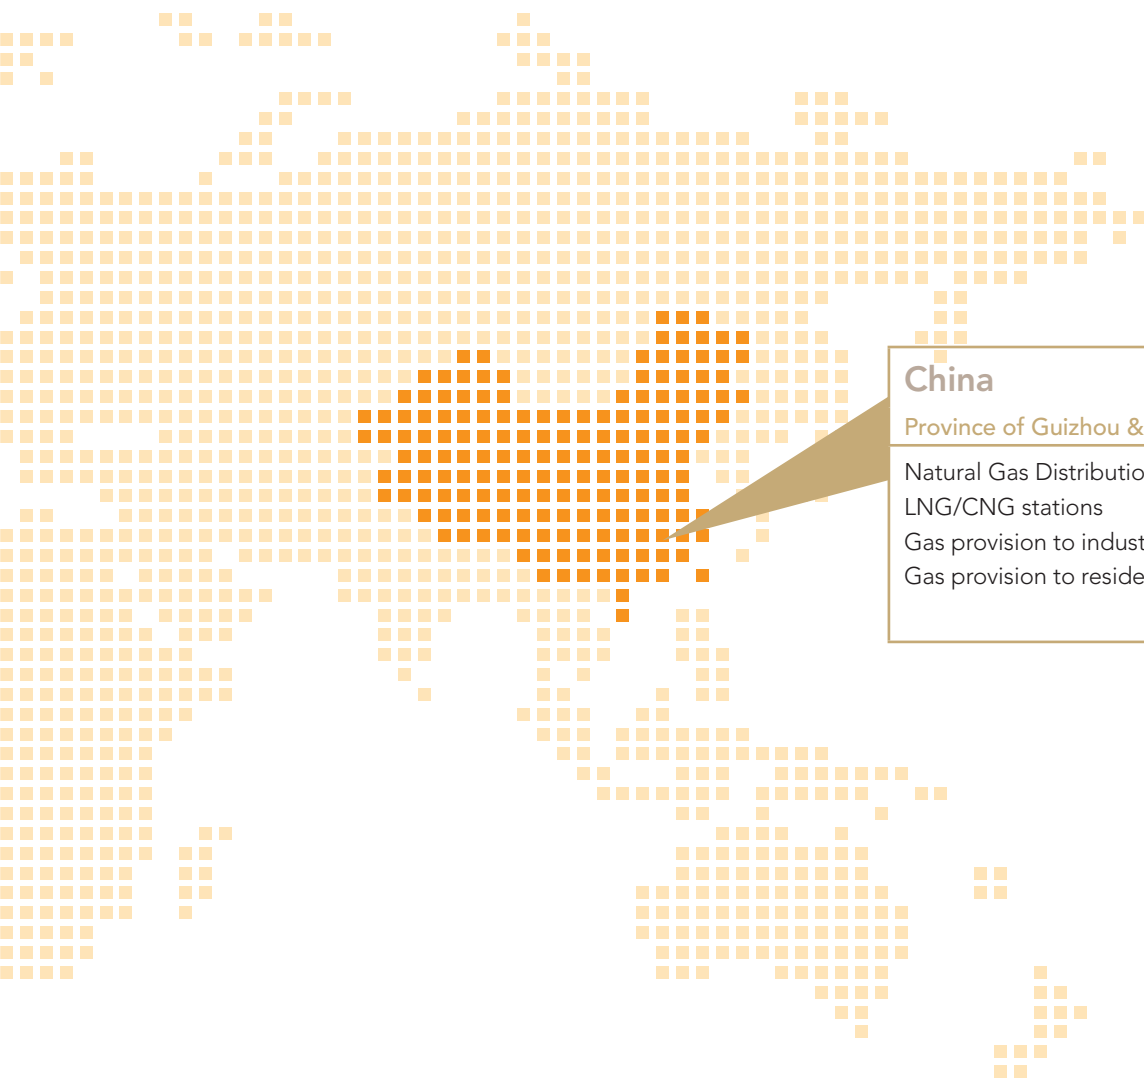 China
Province of Guizhou &
Natural Gas Distributio
LNG/CNG stations
Gas provision to indust
Gas provision to reside